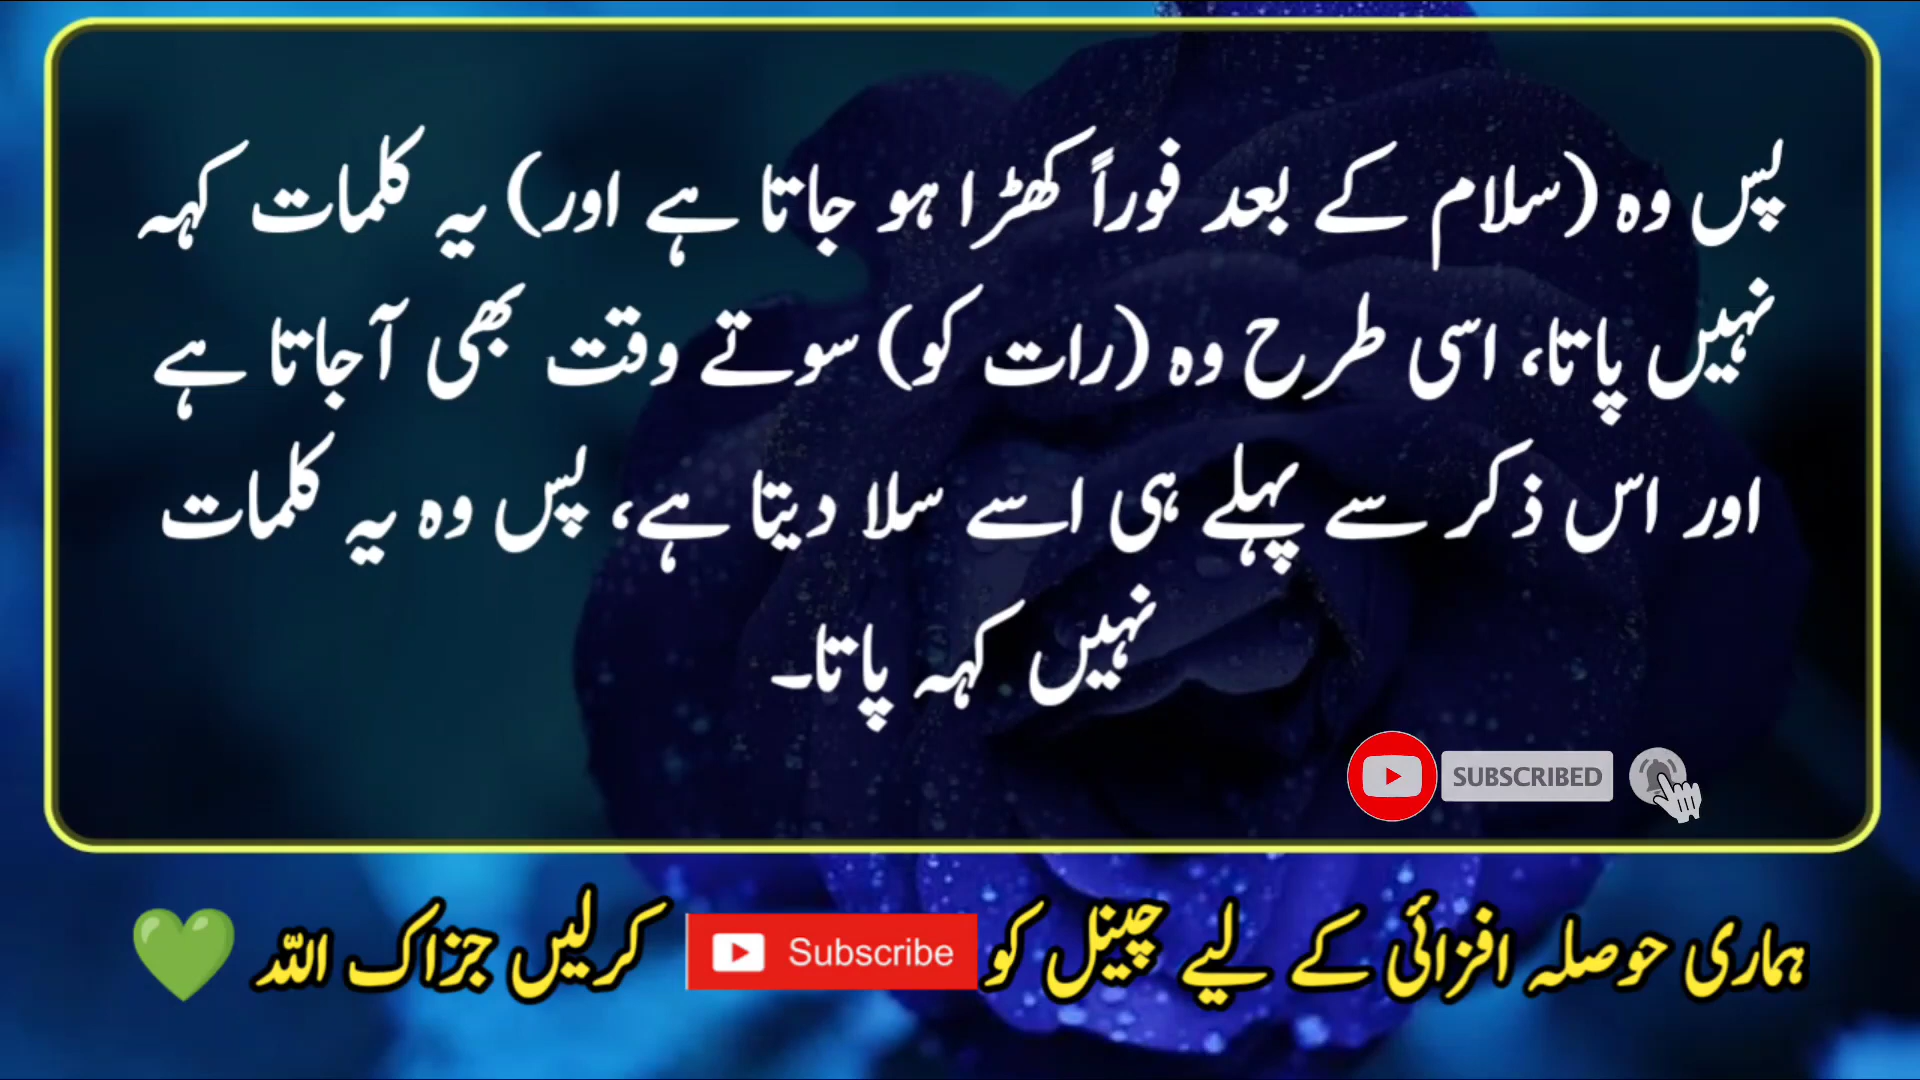 پس وہ (سلام کے بعد فوراً کھڑا ہو جاتا ہے اور) یہ کلمات کہہ
نہیں پاتا، اسی طرح وہ (رات کو) سوتے وقت بھی آجاتا ہے
اور اس ذکر سے پہلے ہی اسے سلا دیتا ہے، پس وہ یہ کلمات
نہیں کہہ پاتا۔
SUBSCRIBED
ہماری حوصلہ افزائی کے لیے چینل کو Subscribe کرلیں جزاک اللہ